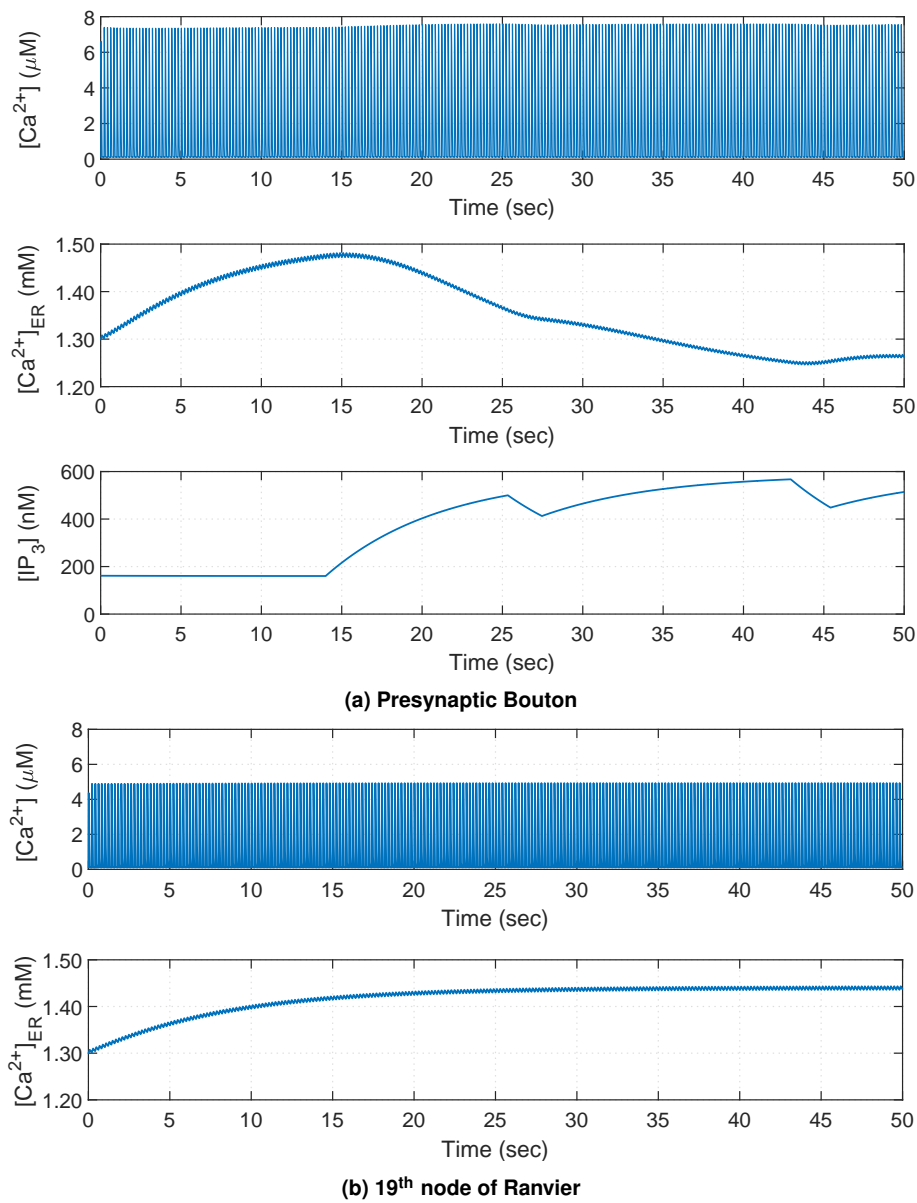 [Ca²⁺] (μM)
8
6
4
2
0
0 5 10 15 20 25 30 35 40 45 50
Time (sec)
[Ca²⁺]ER (mM)
1.50
1.40
1.30
1.20
0 5 10 15 20 25 30 35 40 45 50
Time (sec)
[IP₃] (nM)
600
400
200
0
0 5 10 15 20 25 30 35 40 45 50
Time (sec)
(a) Presynaptic Bouton
[Ca²⁺] (μM)
8
6
4
2
0
0 5 10 15 20 25 30 35 40 45 50
Time (sec)
[Ca²⁺]ER (mM)
1.50
1.40
1.30
1.20
0 5 10 15 20 25 30 35 40 45 50
Time (sec)
(b) 19ᵗʰ node of Ranvier